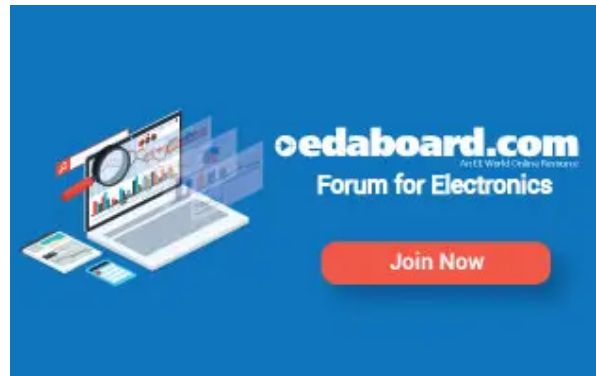 edaboard.com
An EE World Online Resource
Forum for Electronics
Join Now